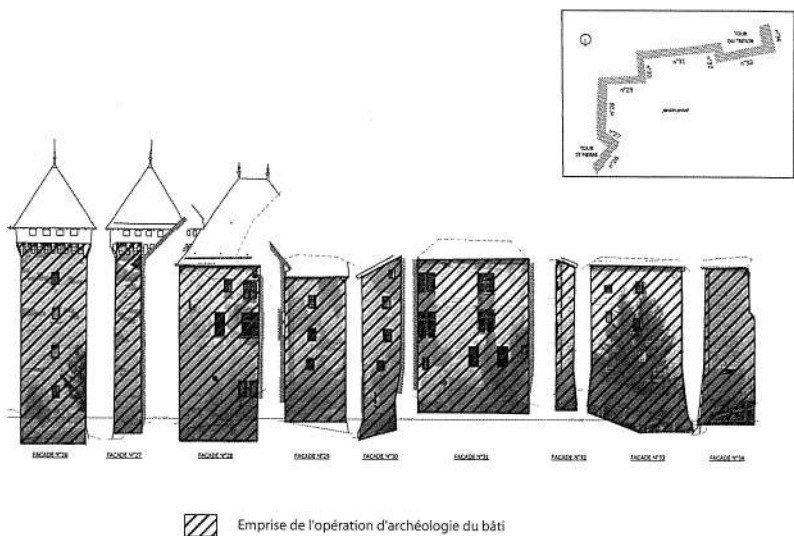 TOUR
DU TRESOR
n°31
n°29
jardin privé
TOUR
ST PIERRE
FACADE N°26
FACADE N°27
FACADE N°28
FACADE N°29
FACADE N°30
FACADE N°31
FACADE N°32
FACADE N°33
FACADE N°34
Emprise de l'opération d'archéologie du bâti